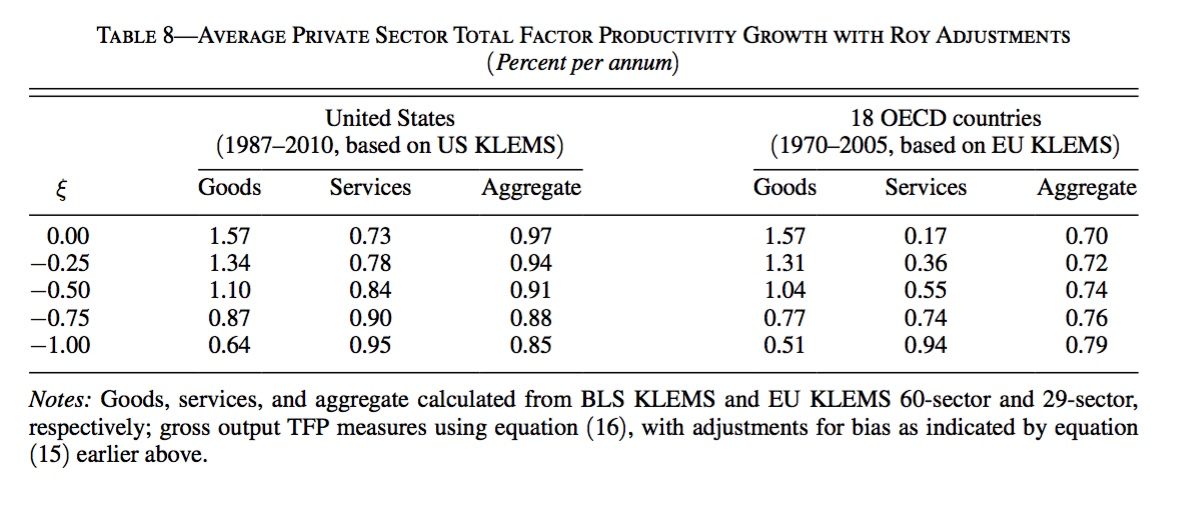 TABLE 8—AVERAGE PRIVATE SECTOR TOTAL FACTOR PRODUCTIVITY GROWTH WITH ROY ADJUSTMENTS
(Percent per annum)
United States 18 OECD countries
(1987–2010, based on US KLEMS) (1970–2005, based on EU KLEMS)
ξ Goods Services Aggregate Goods Services Aggregate
0.00 1.57 0.73 0.97 1.57 0.17 0.70
−0.25 1.34 0.78 0.94 1.31 0.36 0.72
−0.50 1.10 0.84 0.91 1.04 0.55 0.74
−0.75 0.87 0.90 0.88 0.77 0.74 0.76
−1.00 0.64 0.95 0.85 0.51 0.94 0.79
Notes: Goods, services, and aggregate calculated from BLS KLEMS and EU KLEMS 60-sector and 29-sector,
respectively; gross output TFP measures using equation (16), with adjustments for bias as indicated by equation
(15) earlier above.